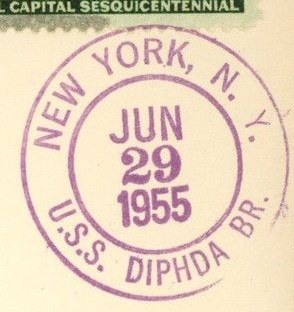 L CAPITAL SESQUICENTENNIAL
NEW YORK, N. Y.
JUN
29
1955
U.S.S. DIPHDA BR.